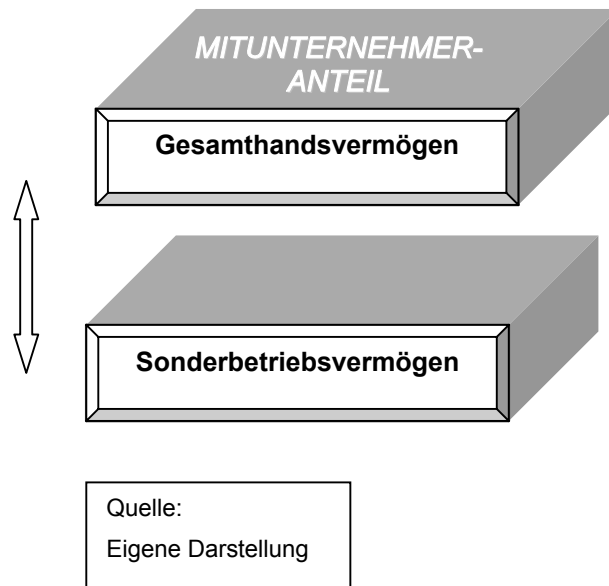 MITUNTERNEHMER-
ANTEIL
Gesamthandsvermögen
Sonderbetriebsvermögen
Quelle:
Eigene Darstellung